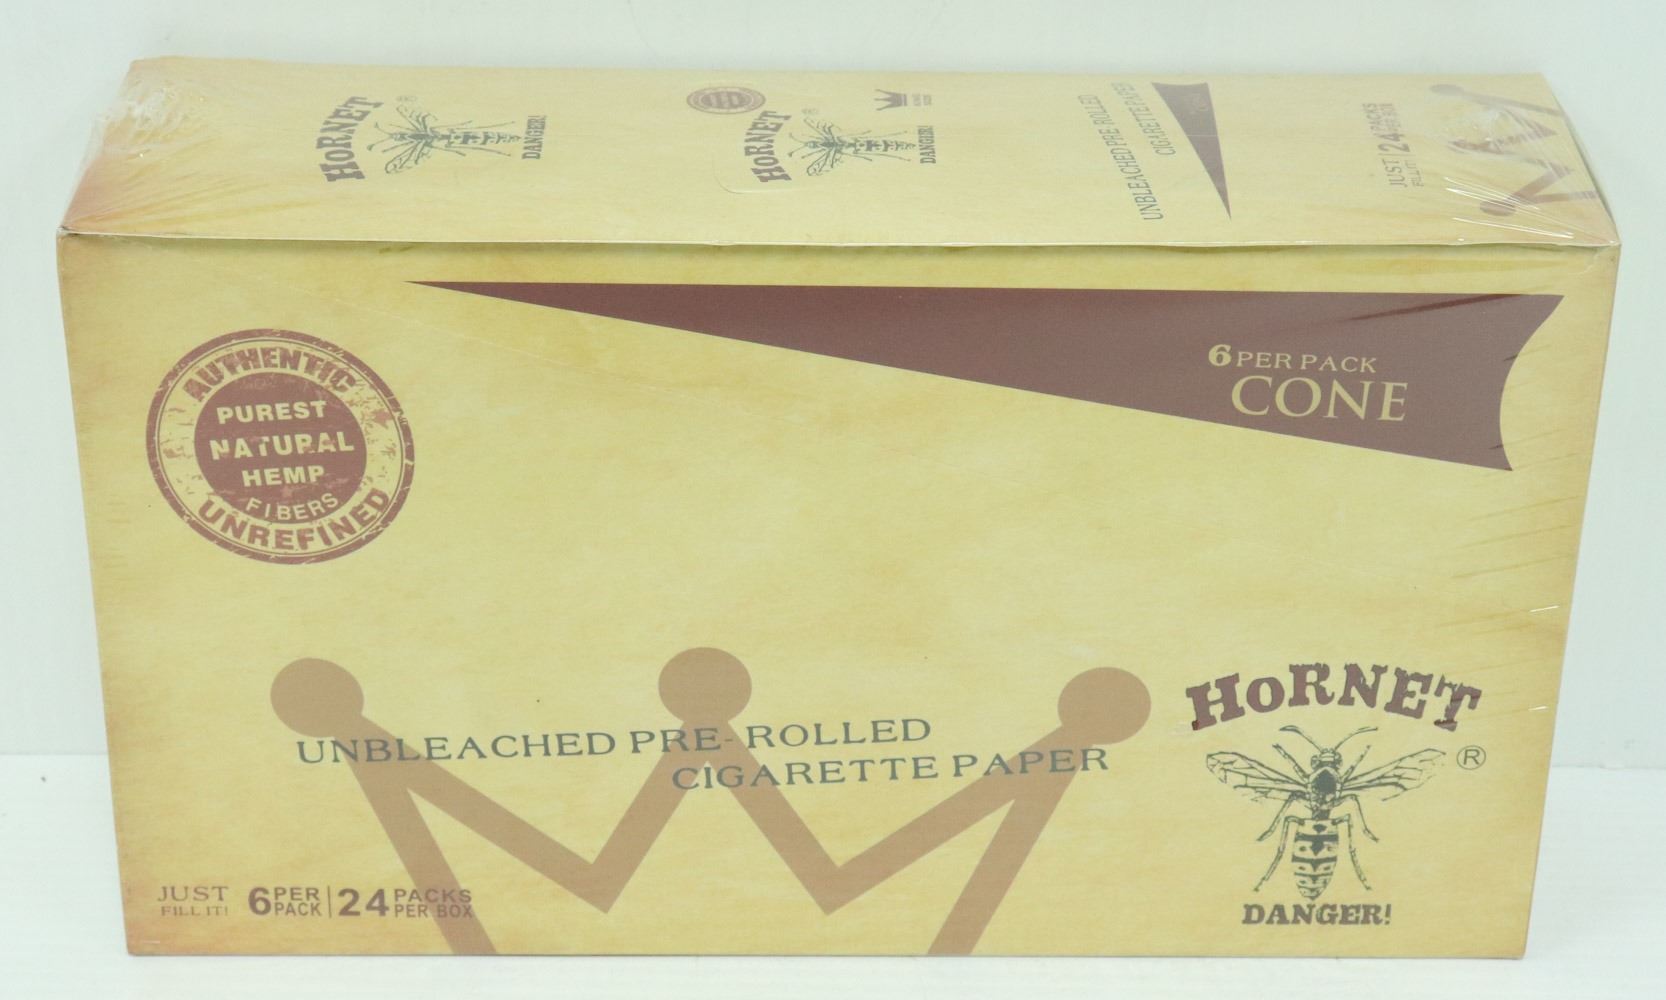 HORNET
®
DANGER!
HORNET
®
DANGER!
KING
SIZE
UNBLEACHED PRE-ROLLED
CIGARETTE PAPER
JUST
FILL IT!
24 PACKS
PER BOX
6 PER PACK
CONE
AUTHENTIC
PUREST
NATURAL
HEMP
FIBERS
UNREFINED
UNBLEACHED PRE-ROLLED
CIGARETTE PAPER
HORNET
®
DANGER!
JUST
FILL IT!
6 PER
PACK
24 PACKS
PER BOX